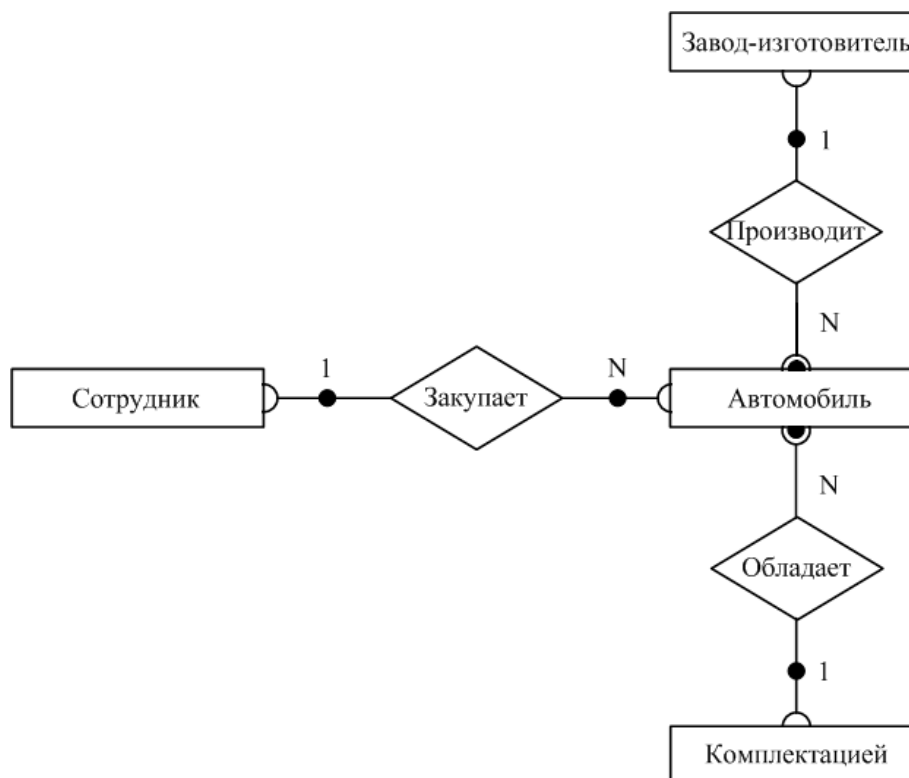 Завод-изготовитель
1
Производит
N
Сотрудник
1
Закупает
N
Автомобиль
N
Обладает
1
Комплектацией